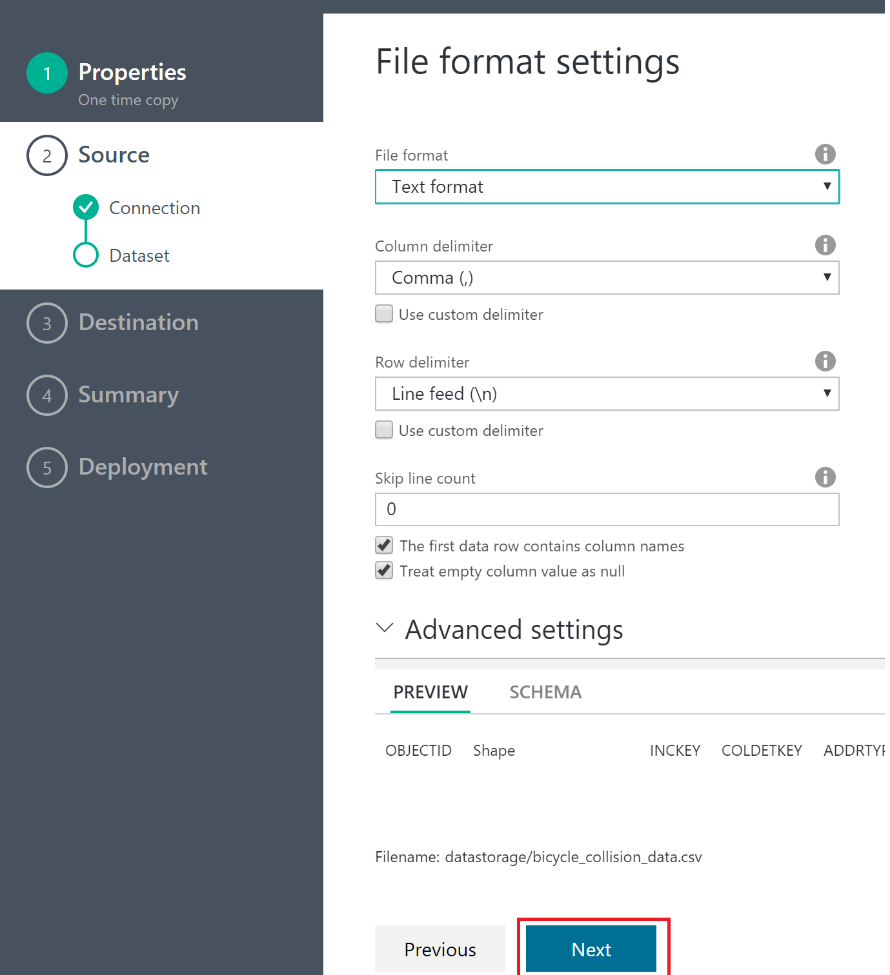 1 Properties
One time copy
2 Source
Connection
Dataset
3 Destination
4 Summary
5 Deployment
File format settings
File format
Text format
Column delimiter
Comma (,)
Use custom delimiter
Row delimiter
Line feed (\n)
Use custom delimiter
Skip line count
0
The first data row contains column names
Treat empty column value as null
Advanced settings
PREVIEW SCHEMA
OBJECTID Shape INCKEY COLDETKEY ADDRTYP
Filename: datastorage/bicycle_collision_data.csv
Previous Next